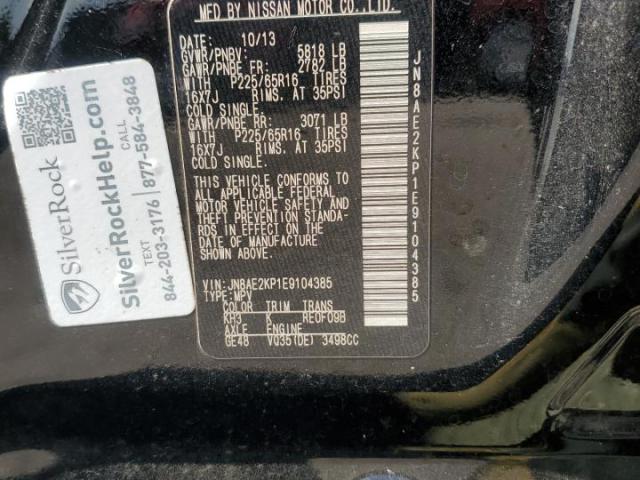 MFD BY NISSAN MOTOR CO., LTD.
10/13
GVWR/PNBV: 5818 LB
GAWR/PNBE FR: 2782 LB
WITH P225/65R16 TIRES
16X7J RIMS. AT 35PSI
COLD SINGLE.
GAWR/PNBE RR: 3071 LB
WITH P225/65R16 TIRES
16X7J RIMS. AT 35PSI
COLD SINGLE.
THIS VEHICLE CONFORMS TO
ALL APPLICABLE FEDERAL
MOTOR VEHICLE SAFETY AND
THEFT PREVENTION STANDA-
RDS IN EFFECT ON THE
DATE OF MANUFACTURE
SHOWN ABOVE.
VIN: JN8AE2KP1E9104385
TYPE: MPV
COLOR TRIM TRANS
KH3 K RE0F09B
AXLE ENGINE
GE48 VQ35(DE) 3498CC
JN8AE2KP1E9104385
SilverRock
SilverRockHelp.com
TEXT CALL
844-203-3176 | 877-584-3848